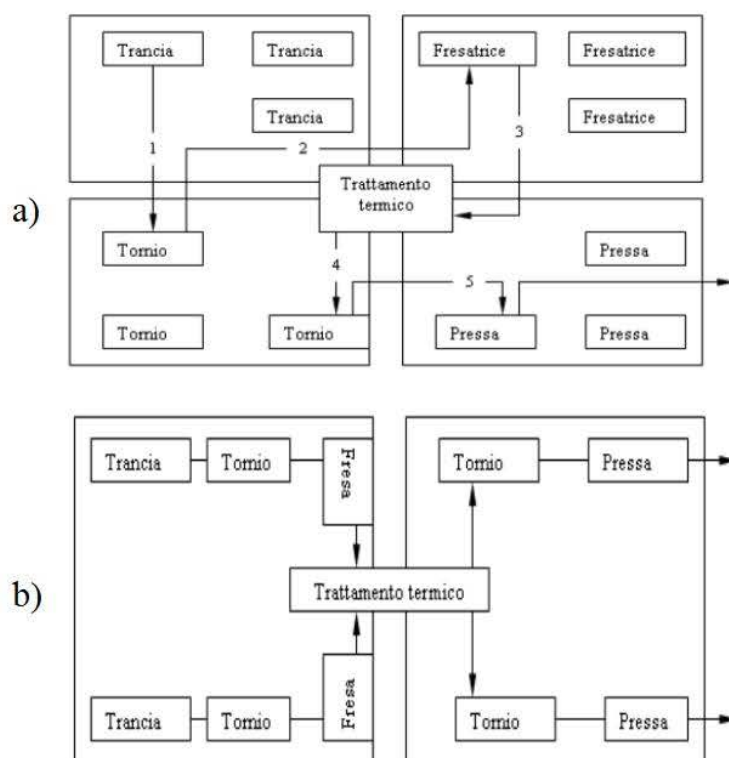 a)
Trancia
Trancia
Trancia
Fresatrice
Fresatrice
Fresatrice
1
2
3
Trattamento
termico
Tornio
4
5
Pressa
Tornio
Tornio
Pressa
Pressa
b)
Trancia
Tornio
Fresa
Tornio
Pressa
Trattamento termico
Trancia
Tornio
Fresa
Tornio
Pressa